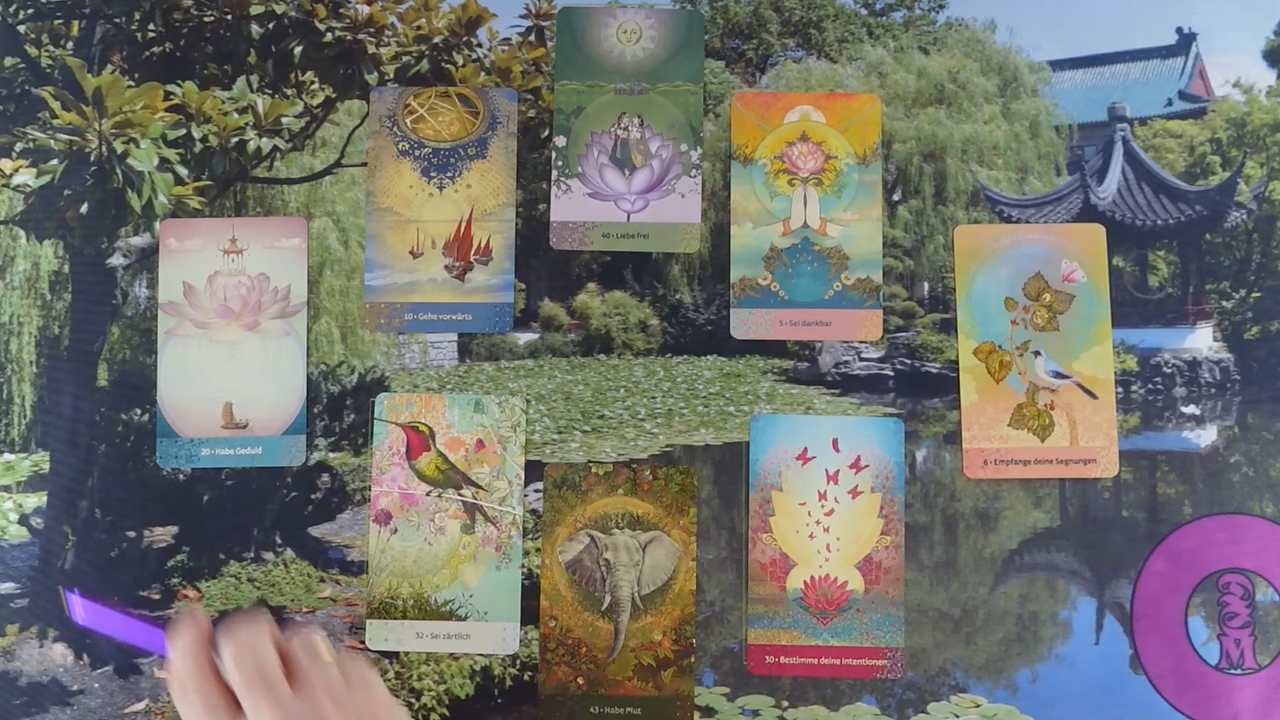 40 • Liebe frei
10 • Gehe vorwärts
5 • Sei dankbar
20 • Habe Geduld
6 • Empfange deine Segnungen
32 • Sei zärtlich
30 • Bestimme deine Intentionen
43 • Habe Mut